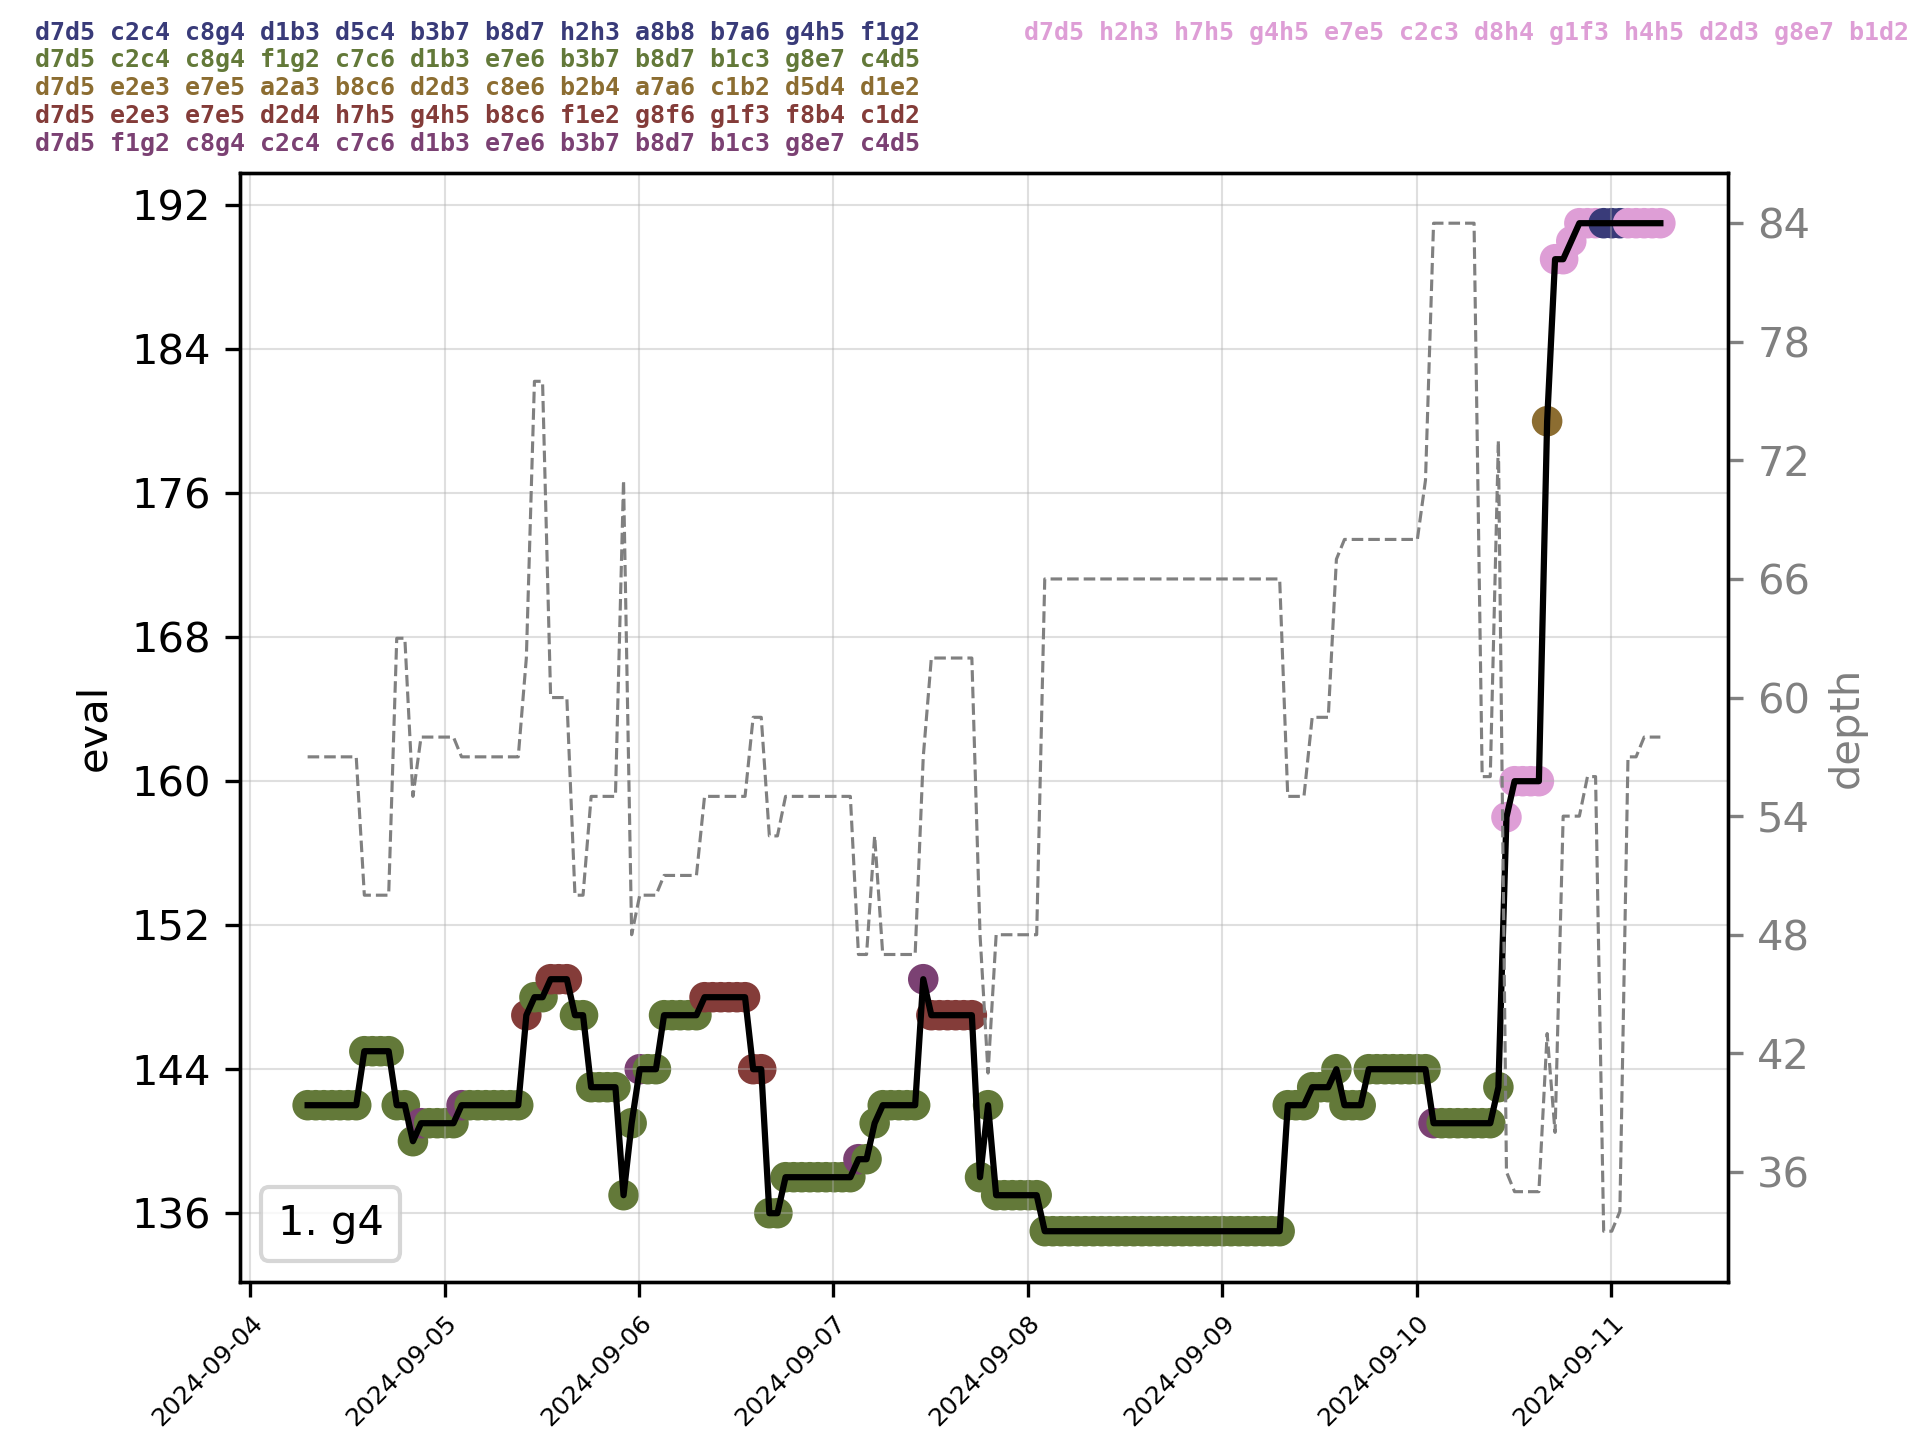 d7d5 c2c4 c8g4 d1b3 d5c4 b3b7 b8d7 h2h3 a8b8 b7a6 g4h5 f1g2
d7d5 c2c4 c8g4 f1g2 c7c6 d1b3 e7e6 b3b7 b8d7 b1c3 g8e7 c4d5
d7d5 e2e3 e7e5 a2a3 b8c6 d2d3 c8e6 b2b4 a7a6 c1b2 d5d4 d1e2
d7d5 e2e3 e7e5 d2d4 h7h5 g4h5 b8c6 f1e2 g8f6 g1f3 f8b4 c1d2
d7d5 f1g2 c8g4 c2c4 c7c6 d1b3 e7e6 b3b7 b8d7 b1c3 g8e7 c4d5
d7d5 h2h3 h7h5 g4h5 e7e5 c2c3 d8h4 g1f3 h4h5 d2d3 g8e7 b1d2
192
184
176
168
160
152
144
136
eval
84
78
72
66
60
54
48
42
36
depth
1. g4
2024-09-04
2024-09-05
2024-09-06
2024-09-07
2024-09-08
2024-09-09
2024-09-10
2024-09-11